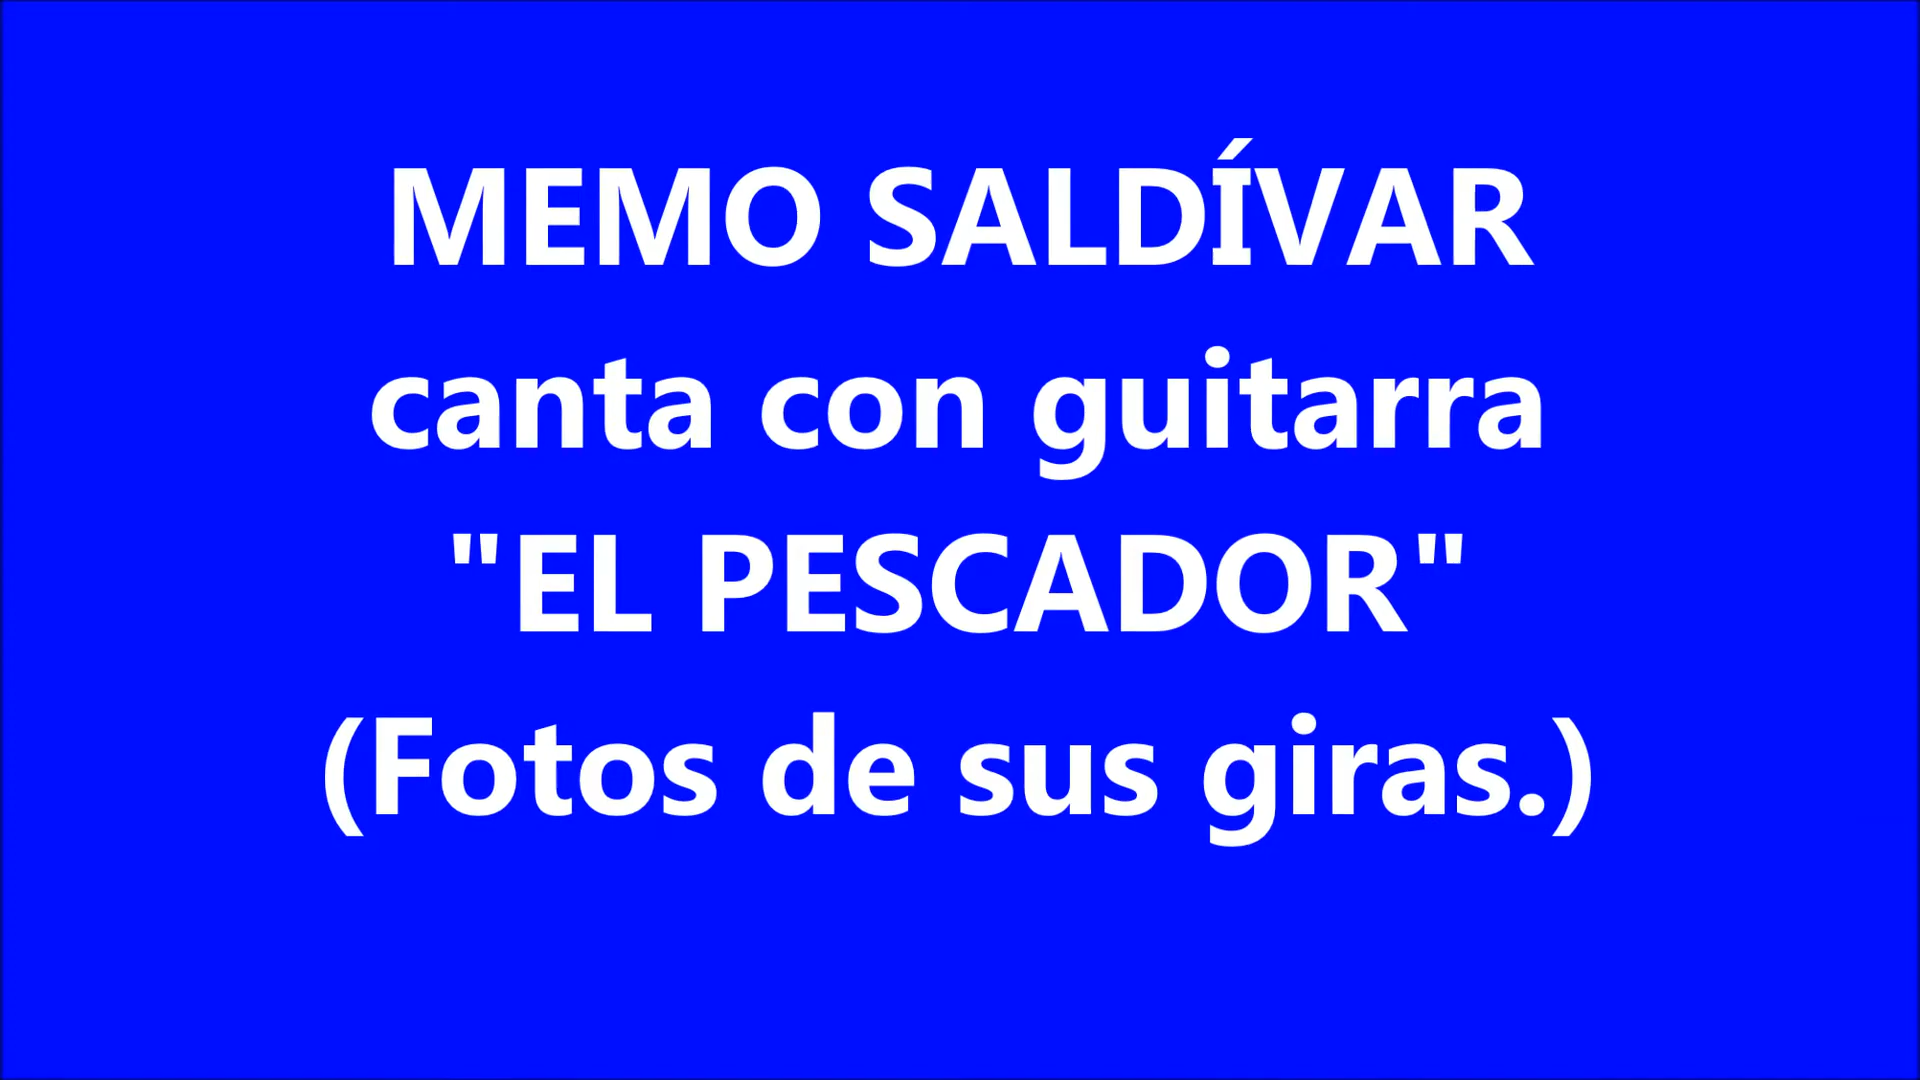 MEMO SALDÍVAR
canta con guitarra
"EL PESCADOR"
(Fotos de sus giras.)